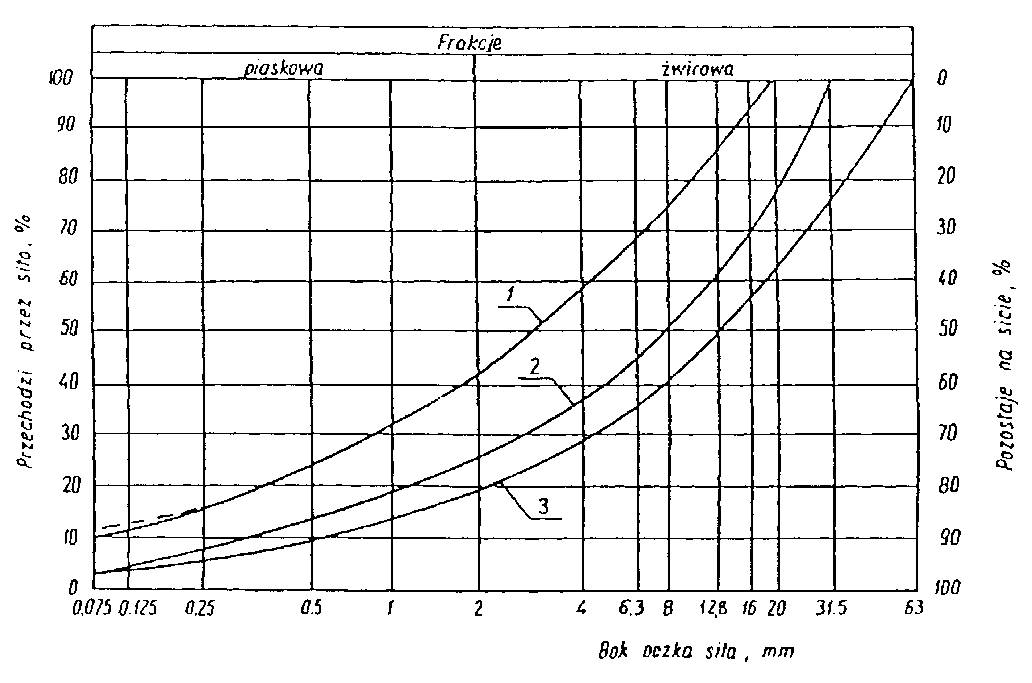 Frakcje
piaskowa żwirowa
100 0
90 10
80 20
70 30
60 40
50 50
40 60
30 70
20 80
10 90
0 100
Przechodzi przez sito, %
Pozostaje na sicie, %
1
2
3
0,075 0.125 0,25 0.5 1 2 4 6,3 8 12,8 16 20 31.5 63
Bok oczka sita, mm